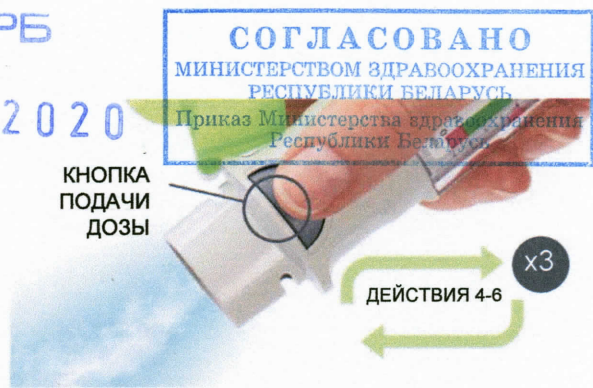 РБ
СОГЛАСОВАНО
МИНИСТЕРСТВОМ ЗДРАВООХРАНЕНИЯ
РЕСПУБЛИКИ БЕЛАРУСЬ
2020
Приказ Министерства здравоохранения
Республики Беларусь
КНОПКА
ПОДАЧИ
ДОЗЫ
x3
ДЕЙСТВИЯ 4-6